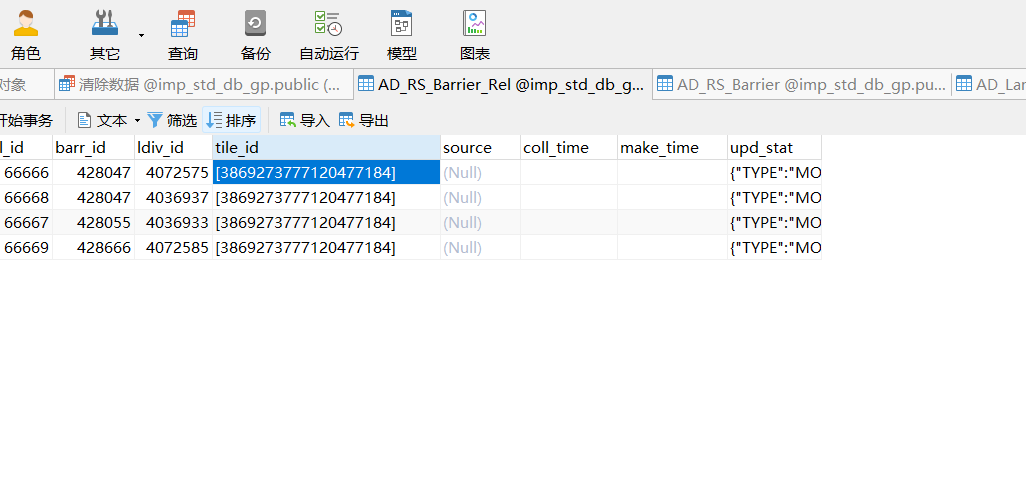 角色 其它 查询 备份 自动运行 模型 图表
对象 清除数据 @imp_std_db_gp.public (... AD_RS_Barrier_Rel @imp_std_db_g... AD_RS_Barrier @imp_std_db_gp.pu... AD_Lan
开始事务 文本 筛选 排序 导入 导出
l_id barr_id ldiv_id tile_id source coll_time make_time upd_stat
66666 428047 4072575 [3869273777120477184] (Null) {"TYPE":"MO
66668 428047 4036937 [3869273777120477184] (Null) {"TYPE":"MO
66667 428055 4036933 [3869273777120477184] (Null) {"TYPE":"MO
66669 428666 4072585 [3869273777120477184] (Null) {"TYPE":"MO